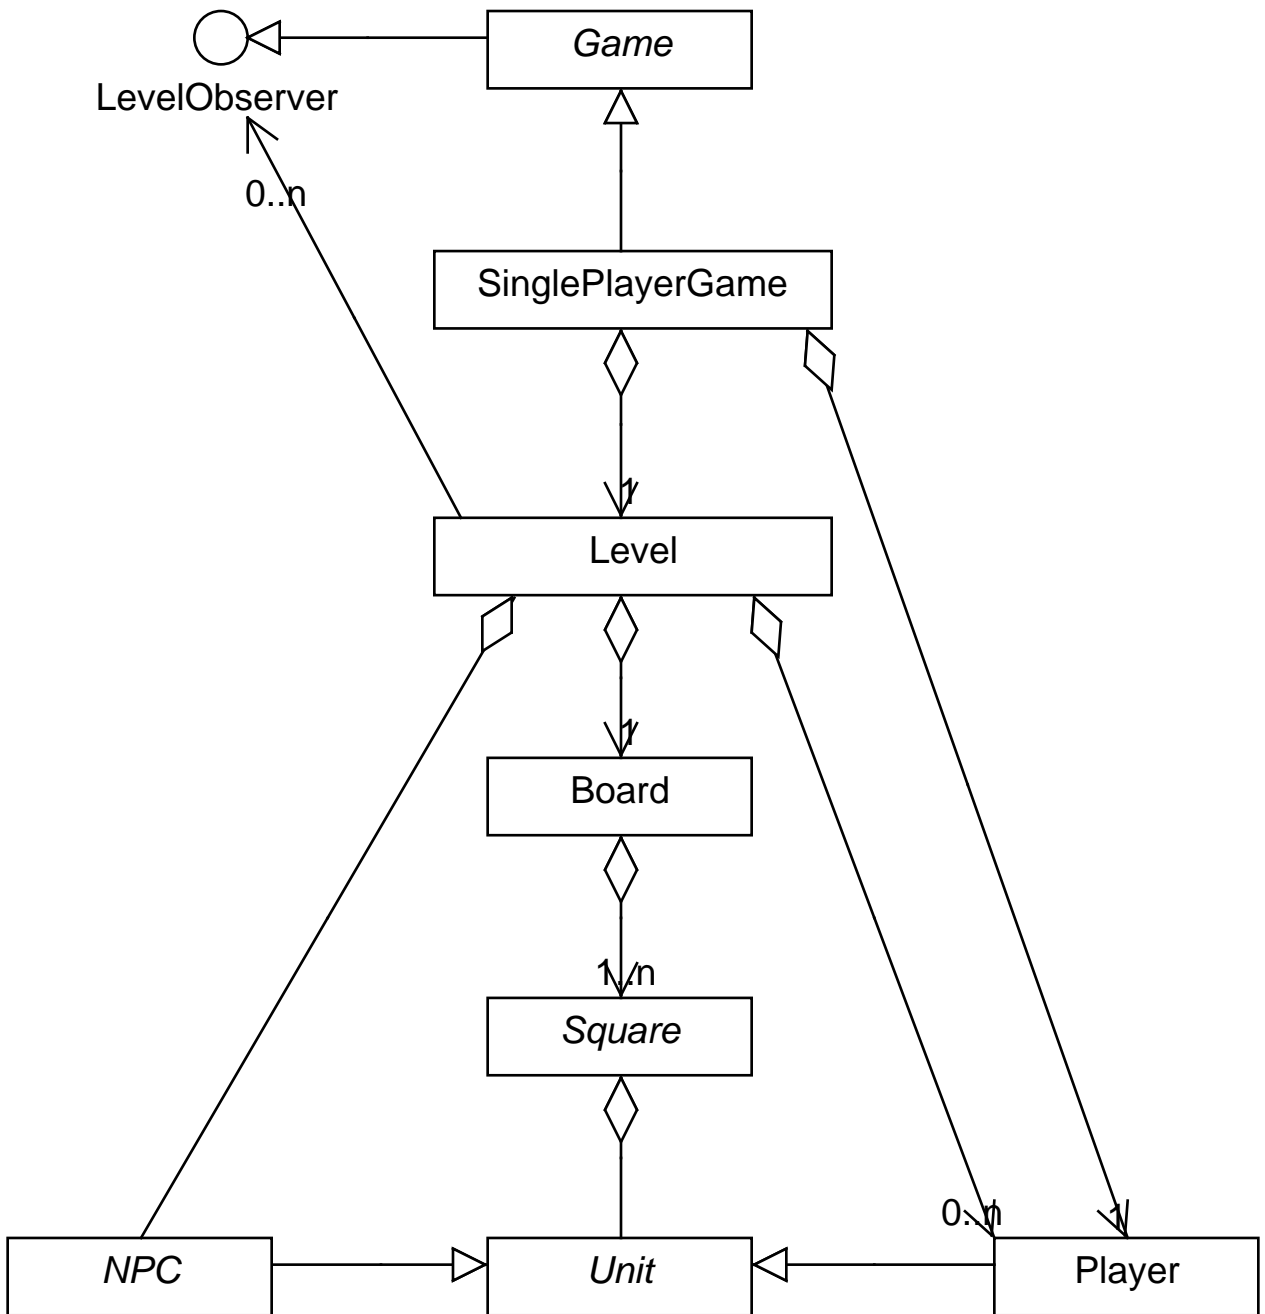 Game
LevelObserver
0..n
SinglePlayerGame
1
Level
1
Board
1..n
Square
0..n
1
NPC
Unit
Player